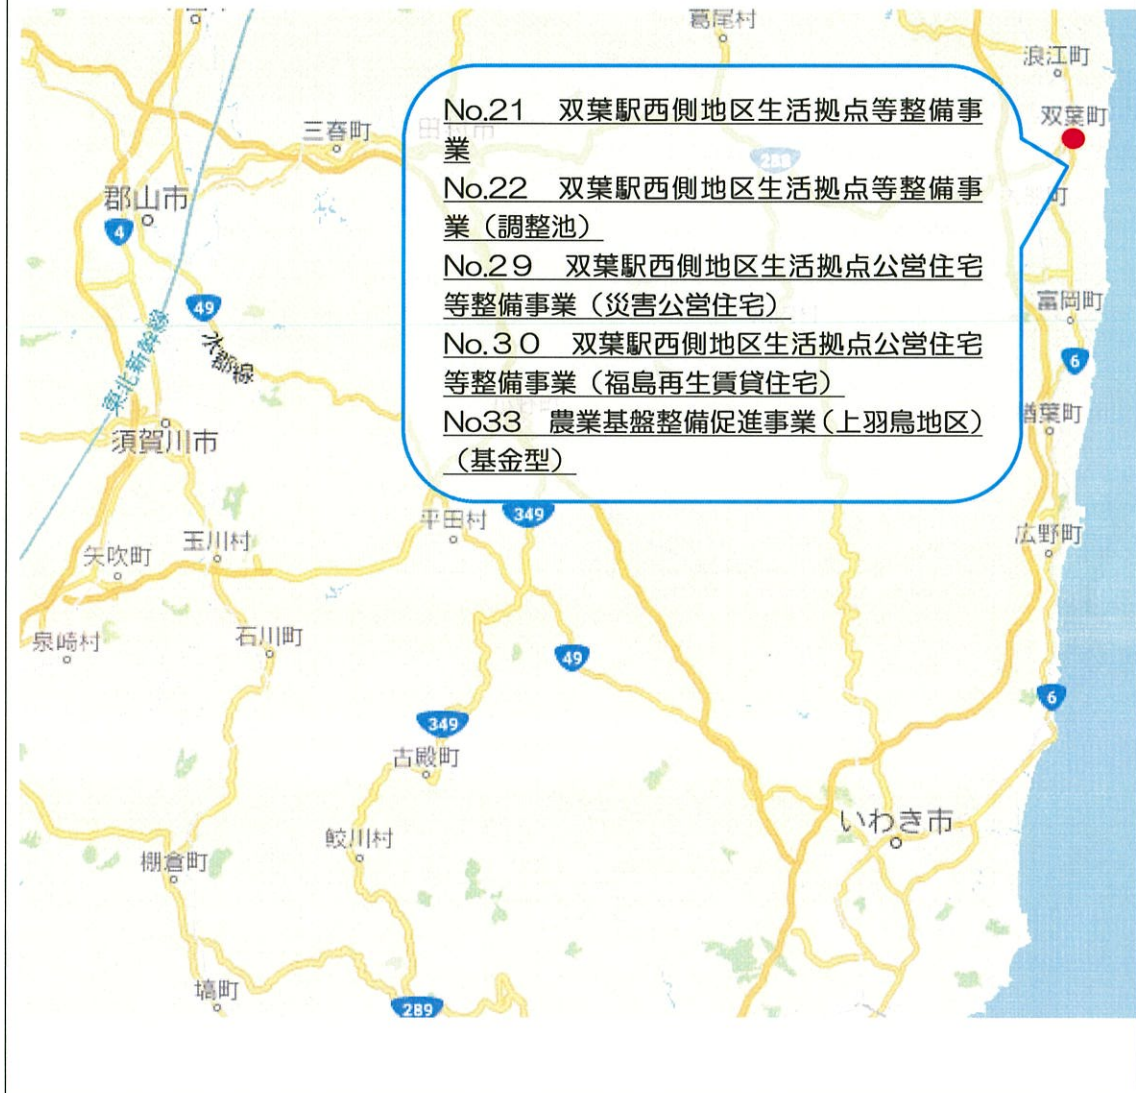 葛尾村
浪江町
双葉町
No.21　双葉駅西側地区生活拠点等整備事
業
No.22　双葉駅西側地区生活拠点等整備事
業（調整池）
No.29　双葉駅西側地区生活拠点公営住宅
等整備事業（災害公営住宅）
No.３０　双葉駅西側地区生活拠点公営住宅
等整備事業（福島再生賃貸住宅）
No33　農業基盤整備促進事業（上羽鳥地区）
（基金型）
三春町
田村市
288
町
郡山市
4
49
水郡線
東北新幹線
富岡町
6
須賀川市
楢葉町
平田村
349
広野町
玉川村
矢吹町
泉崎村
石川町
49
6
349
古殿町
いわき市
鮫川村
棚倉町
塙町
289